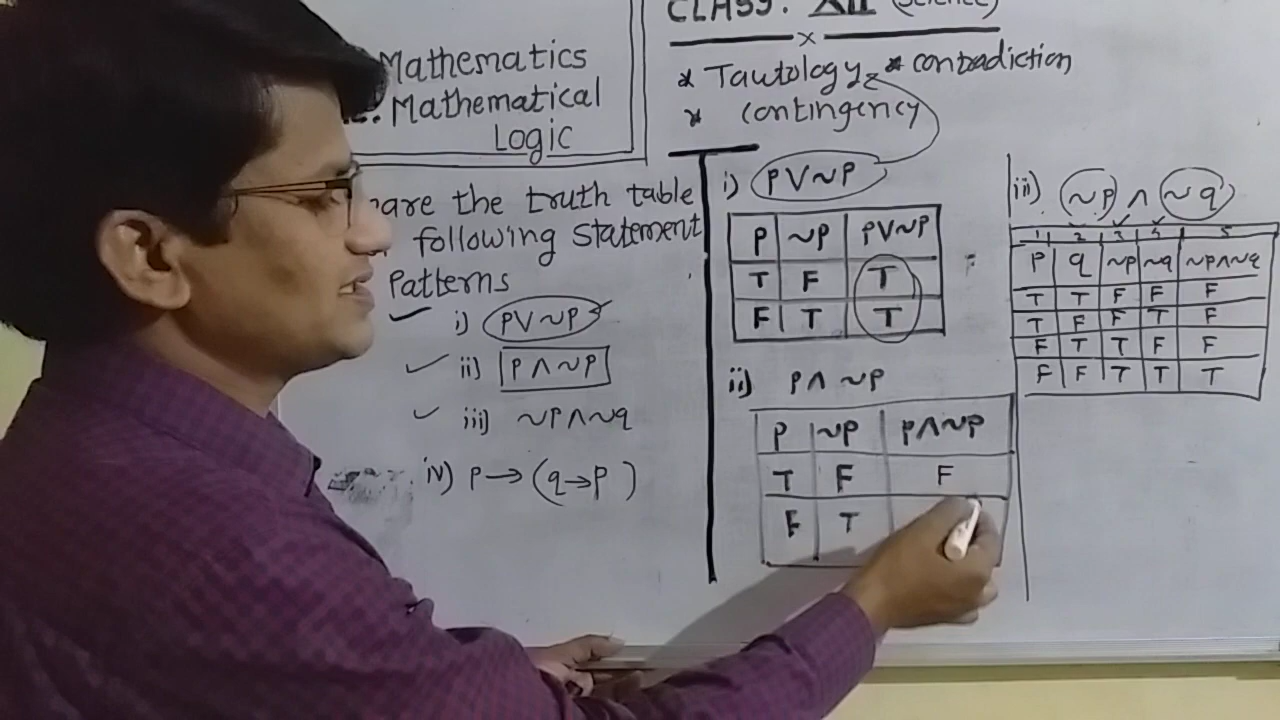 Mathematics
Mathematical
Logic
CLASS: XII (Science)
* Tautology * contradiction
* Contingency
are the truth table
following statement
Patterns
i) P∨~P
ii) P∧~P
iii) ~P∧~q
iv) P→(q→P)
i) P∨~P
P ~P P∨~P
T F T
F T T
ii) P∧~P
P ~P P∧~P
T F F
F T
iii) (~P) ∧ (~q)
1 2 3 4 5
P q ~P ~q ~P∧~q
T T F F F
T F F T F
F T T F F
F F T T T